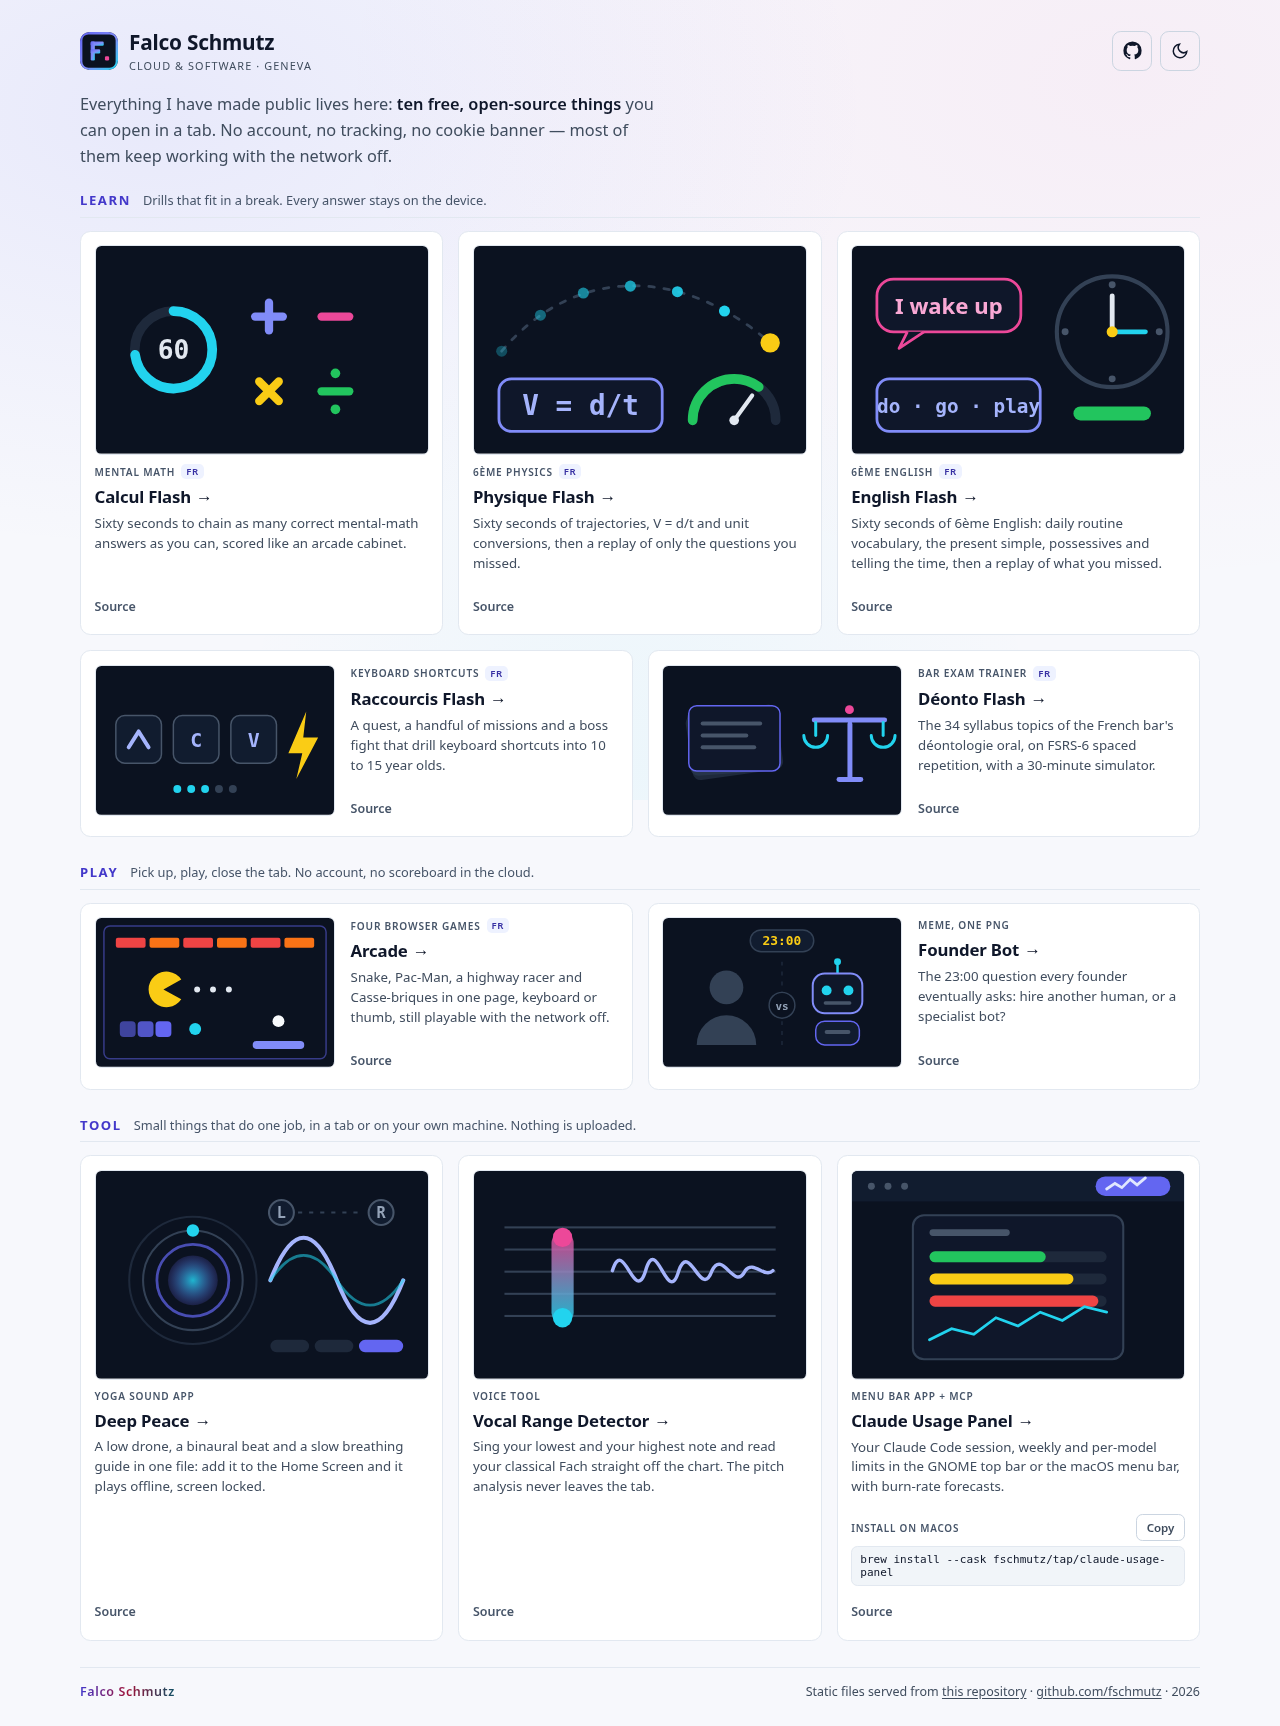 F.
Falco Schmutz
CLOUD & SOFTWARE · GENEVA
Everything I have made public lives here: ten free, open-source things you
can open in a tab. No account, no tracking, no cookie banner — most of
them keep working with the network off.
LEARN Drills that fit in a break. Every answer stays on the device.
60
MENTAL MATH FR
Calcul Flash →
Sixty seconds to chain as many correct mental-math
answers as you can, scored like an arcade cabinet.
Source
V = d/t
6ÈME PHYSICS FR
Physique Flash →
Sixty seconds of trajectories, V = d/t and unit
conversions, then a replay of only the questions you
missed.
Source
I wake up
do · go · play
6ÈME ENGLISH FR
English Flash →
Sixty seconds of 6ème English: daily routine
vocabulary, the present simple, possessives and
telling the time, then a replay of what you missed.
Source
C V
KEYBOARD SHORTCUTS FR
Raccourcis Flash →
A quest, a handful of missions and a boss
fight that drill keyboard shortcuts into 10
to 15 year olds.
Source
BAR EXAM TRAINER FR
Déonto Flash →
The 34 syllabus topics of the French bar's
déontologie oral, on FSRS-6 spaced
repetition, with a 30-minute simulator.
Source
PLAY Pick up, play, close the tab. No account, no scoreboard in the cloud.
FOUR BROWSER GAMES FR
Arcade →
Snake, Pac-Man, a highway racer and
Casse-briques in one page, keyboard or
thumb, still playable with the network off.
Source
23:00
vs
MEME, ONE PNG
Founder Bot →
The 23:00 question every founder
eventually asks: hire another human, or a
specialist bot?
Source
TOOL Small things that do one job, in a tab or on your own machine. Nothing is uploaded.
L R
YOGA SOUND APP
Deep Peace →
A low drone, a binaural beat and a slow breathing
guide in one file: add it to the Home Screen and it
plays offline, screen locked.
Source
VOICE TOOL
Vocal Range Detector →
Sing your lowest and your highest note and read
your classical Fach straight off the chart. The pitch
analysis never leaves the tab.
Source
MENU BAR APP + MCP
Claude Usage Panel →
Your Claude Code session, weekly and per-model
limits in the GNOME top bar or the macOS menu bar,
with burn-rate forecasts.
INSTALL ON MACOS Copy
brew install --cask fschmutz/tap/claude-usage-
panel
Source
Falco Schmutz
Static files served from this repository · github.com/fschmutz · 2026